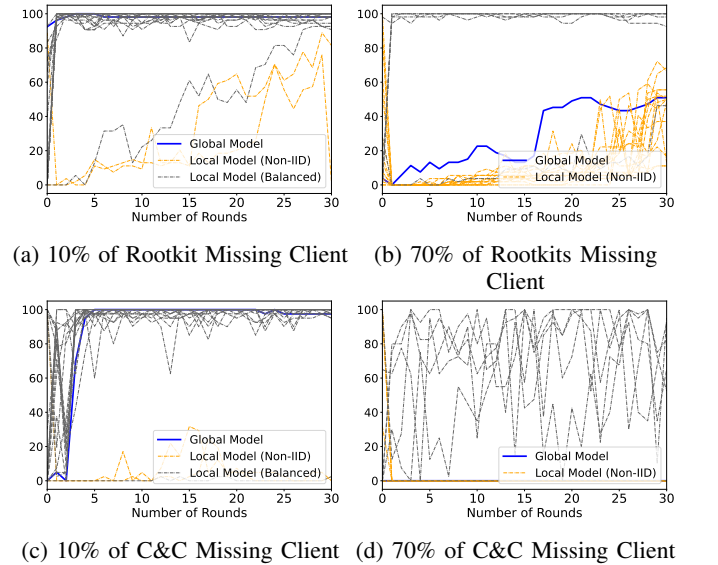 100
80
60
40
20
0
Global Model
Local Model (Non-IID)
Local Model (Balanced)
0 5 10 15 20 25 30
Number of Rounds
(a) 10% of Rootkit Missing Client
100
80
60
40
20
0
Global Model
Local Model (Non-IID)
0 5 10 15 20 25 30
Number of Rounds
(b) 70% of Rootkits Missing
Client
100
80
60
40
20
0
Global Model
Local Model (Non-IID)
Local Model (Balanced)
0 5 10 15 20 25 30
Number of Rounds
(c) 10% of C&C Missing Client
100
80
60
40
20
0
Global Model
Local Model (Non-IID)
0 5 10 15 20 25 30
Number of Rounds
(d) 70% of C&C Missing Client